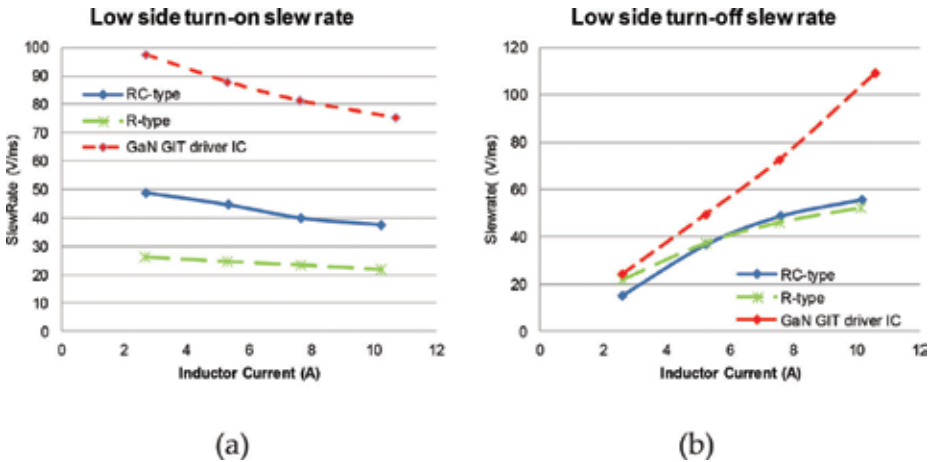 Low side turn-on slew rate
100
90
80
70
60
50
40
30
20
10
0
SlewRate (V/ns)
RC-type
R-type
GaN GIT driver IC
0 2 4 6 8 10 12
Inductor Current (A)
(a)
Low side turn-off slew rate
120
100
80
60
40
20
0
Slewrate( (V/ns)
RC-type
R-type
GaN GIT driver IC
0 2 4 6 8 10 12
Inductor Current (A)
(b)